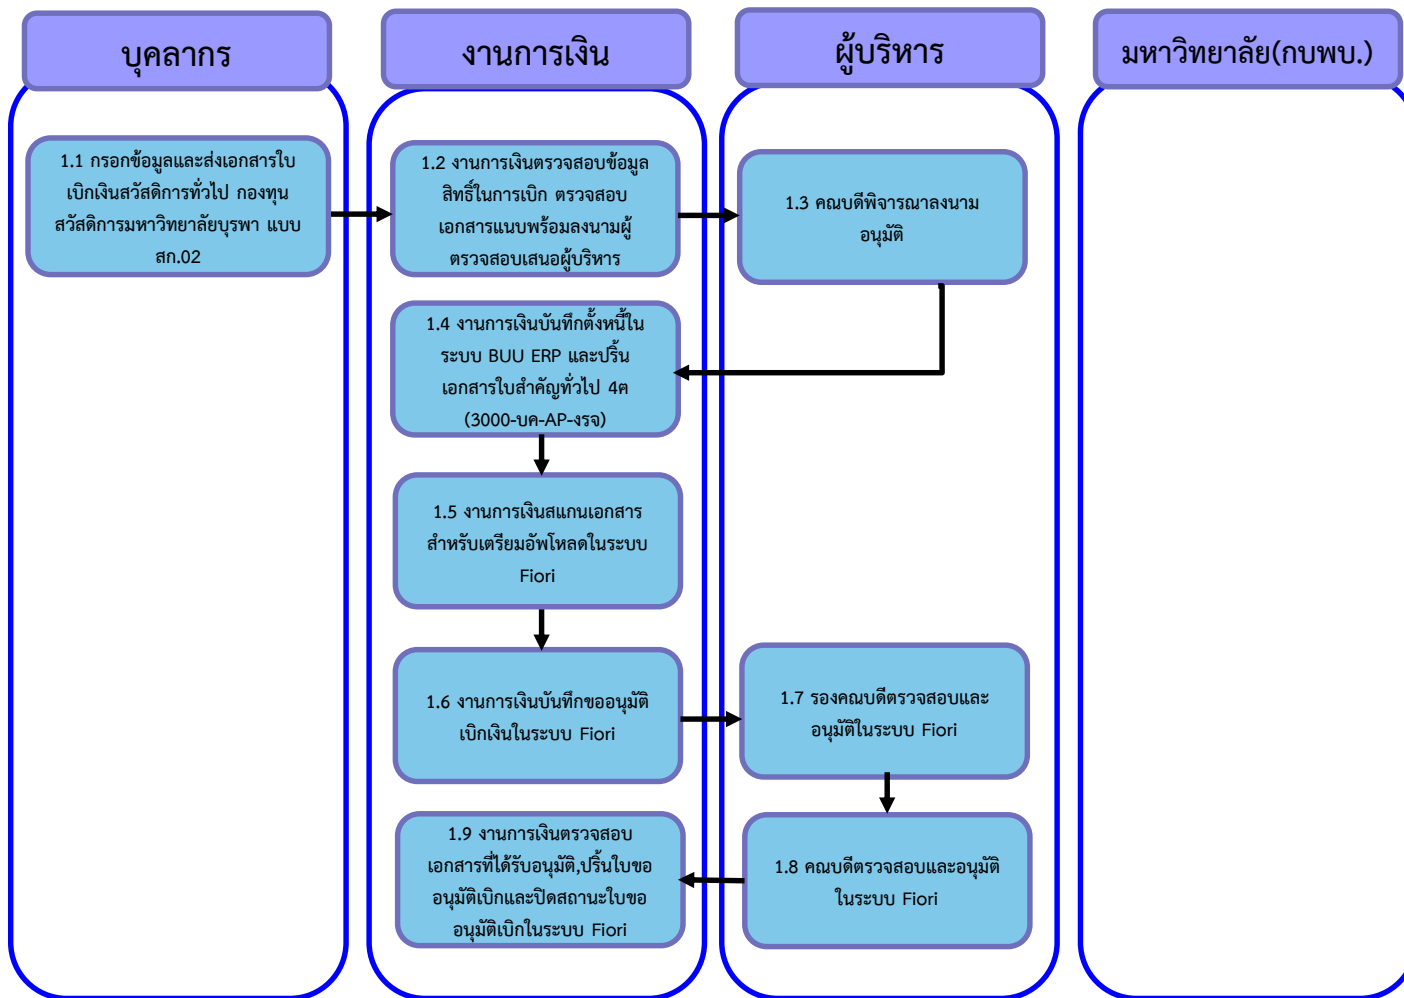 บุคลากร
งานการเงิน
ผู้บริหาร
มหาวิทยาลัย(กบพบ.)
1.1 กรอกข้อมูลและส่งเอกสารใบ
เบิกเงินสวัสดิการทั่วไป กองทุน
สวัสดิการมหาวิทยาลัยบูรพา แบบ
สก.02
1.2 งานการเงินตรวจสอบข้อมูล
สิทธิ์ในการเบิก ตรวจสอบ
เอกสารแนบพร้อมลงนามผู้
ตรวจสอบเสนอผู้บริหาร
1.3 คณบดีพิจารณาลงนาม
อนุมัติ
1.4 งานการเงินบันทึกตั้งหนี้ใน
ระบบ BUU ERP และปริ้น
เอกสารใบสำคัญทั่วไป 4ฅ
(3000-บค-AP-งรจ)
1.5 งานการเงินสแกนเอกสาร
สำหรับเตรียมอัพโหลดในระบบ
Fiori
1.6 งานการเงินบันทึกขออนุมัติ
เบิกเงินในระบบ Fiori
1.7 รองคณบดีตรวจสอบและ
อนุมัติในระบบ Fiori
1.8 คณบดีตรวจสอบและอนุมัติ
ในระบบ Fiori
1.9 งานการเงินตรวจสอบ
เอกสารที่ได้รับอนุมัติ,ปริ้นใบขอ
อนุมัติเบิกและปิดสถานะใบขอ
อนุมัติเบิกในระบบ Fiori